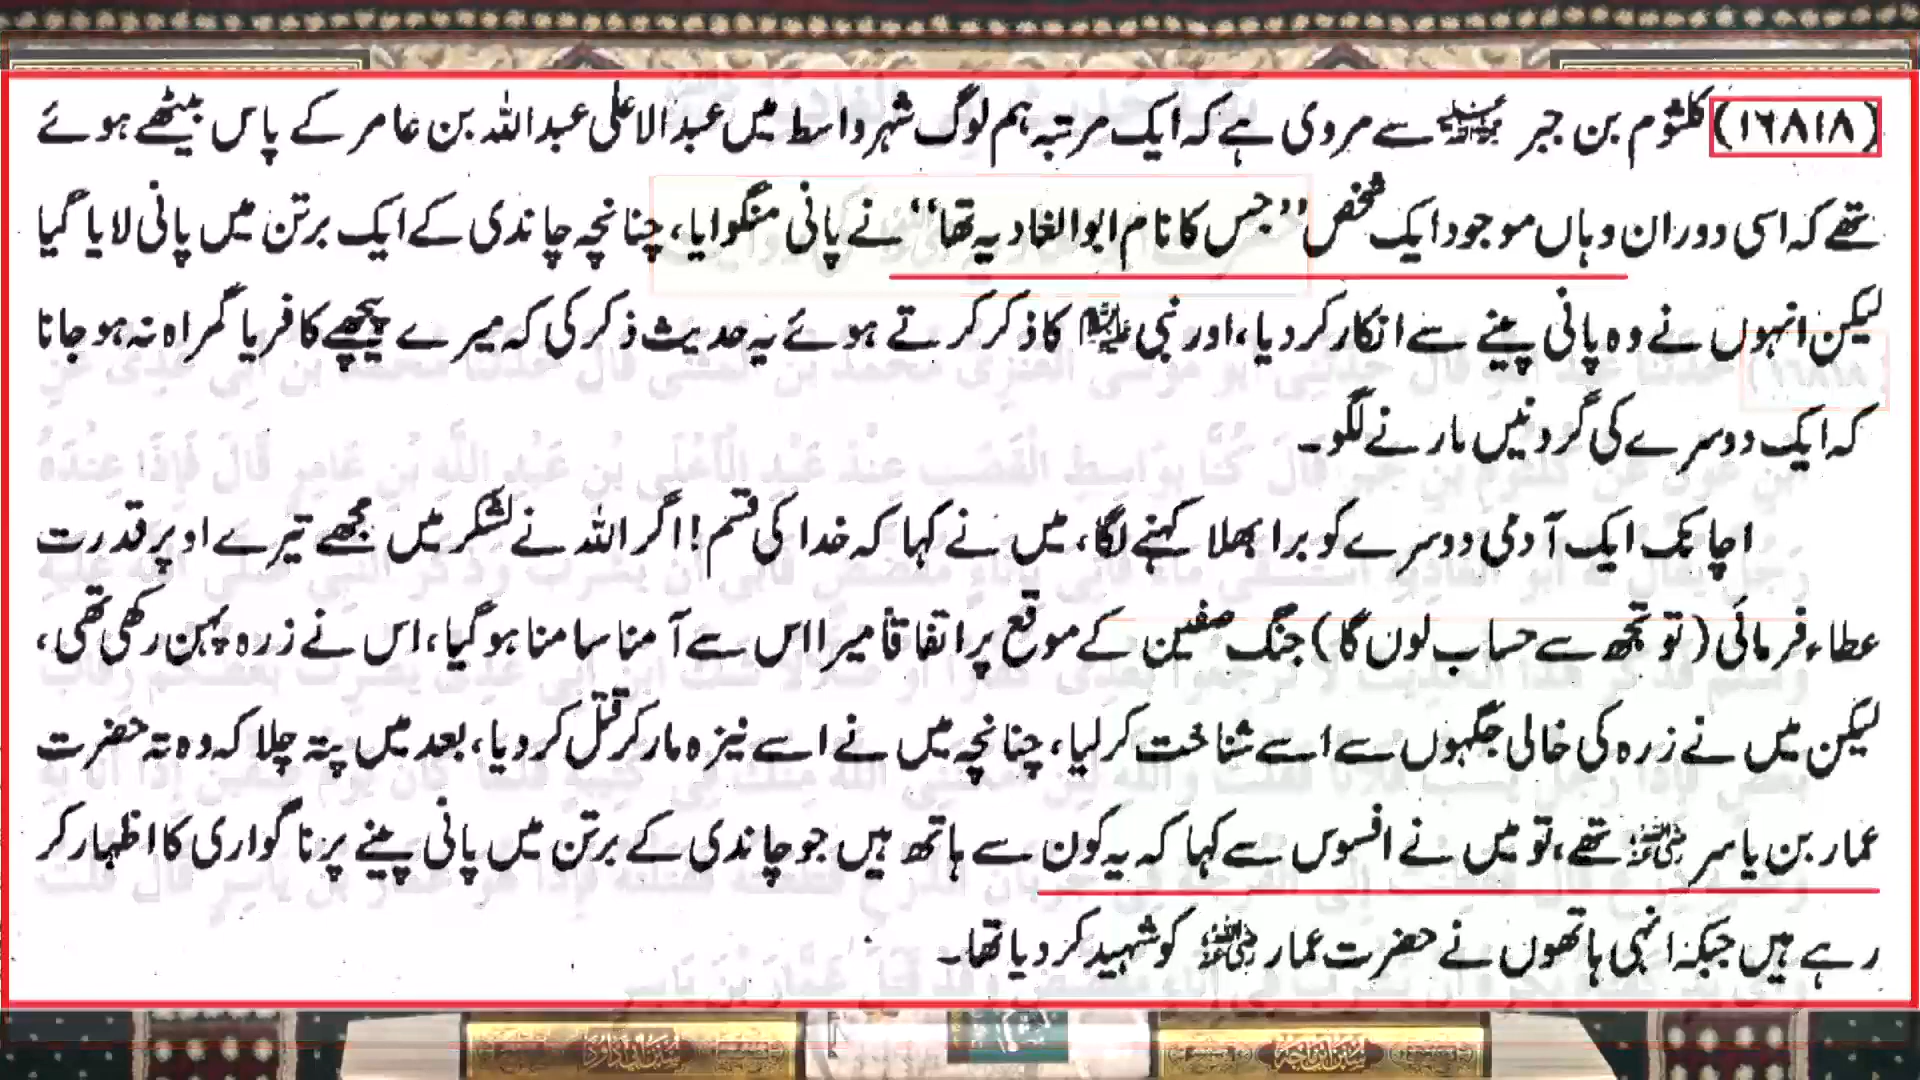 (۱۶۸۱۸) کلثوم بن جبر رحمۃ اللہ علیہ سے مروی ہے کہ ایک مرتبہ ہم لوگ شہر واسط میں عبدالاعلیٰ عبداللہ بن عامر کے پاس بیٹھے ہوئے
تھے کہ اسی دوران وہاں موجود ایک شخص ’’جس کا نام ابوالغادیہ تھا‘‘ نے پانی منگوایا، چنانچہ چاندی کے ایک برتن میں پانی لایا گیا
لیکن انہوں نے وہ پانی پینے سے انکار کر دیا، اور نبی علیہ السلام کا ذکر کرتے ہوئے یہ حدیث ذکر کی کہ میرے پیچھے کافر یا گمراہ نہ ہو جانا
کہ ایک دوسرے کی گردنیں مارنے لگو۔
اچانک ایک آدمی دوسرے کو برا بھلا کہنے لگا، میں نے کہا کہ خدا کی قسم! اگر اللہ نے لشکر میں مجھے تیرے اوپر قدرت
عطاء فرمائی (تو تجھ سے حساب لوں گا) جنگ صفین کے موقع پر اتفاقاً میرا اس سے آمنا سامنا ہو گیا، اس نے زرہ پہن رکھی تھی،
لیکن میں نے زرہ کی خالی جگہوں سے اسے شناخت کر لیا، چنانچہ میں نے اسے نیزہ مار کر قتل کر دیا، بعد میں پتہ چلا کہ وہ تہ حضرت
عمار بن یاسر رضی اللہ عنہ تھے، تو میں نے افسوس سے کہا کہ یہ کون سے ہاتھ ہیں جو چاندی کے برتن میں پانی پینے پر ناگواری کا اظہار کر
رہے ہیں جبکہ انہی ہاتھوں نے حضرت عمار رضی اللہ عنہ کو شہید کر دیا تھا۔
سنن ابی داؤد
سنن ابن ماجہ